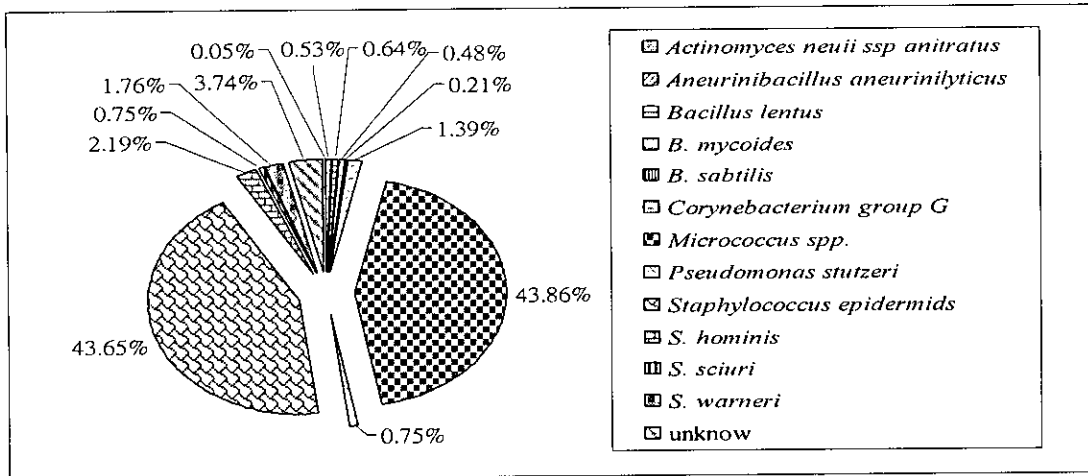 0.05%
0.53%
0.64%
0.48%
1.76%
3.74%
0.21%
0.75%
1.39%
2.19%
43.86%
43.65%
0.75%
Actinomyces neuii ssp anitratus
Aneurinibacillus aneurinilyticus
Bacillus lentus
B. mycoides
B. sabtilis
Corynebacterium group G
Micrococcus spp.
Pseudomonas stutzeri
Staphylococcus epidermids
S. hominis
S. sciuri
S. warneri
unknow